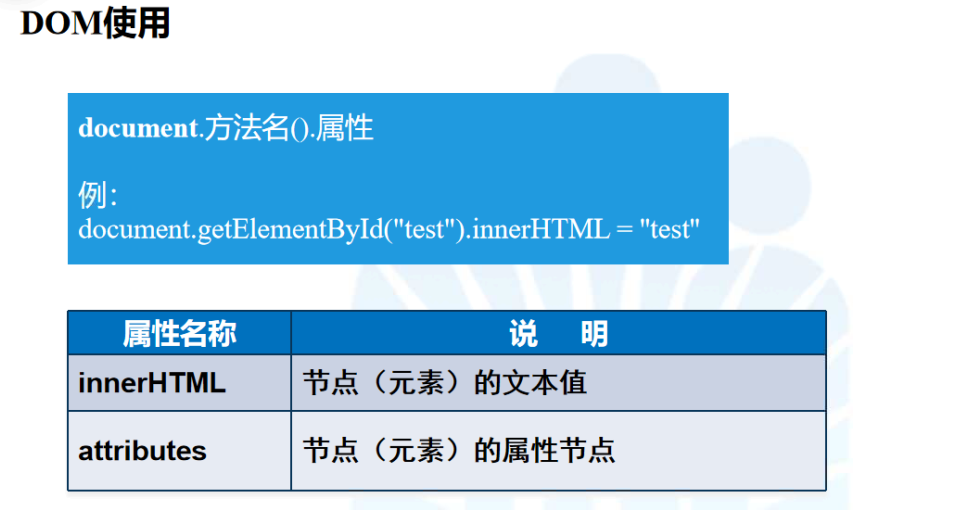 DOM使用
document.方法名().属性
例：
document.getElementById("test").innerHTML = "test"
属性名称 说 明
innerHTML 节点（元素）的文本值
attributes 节点（元素）的属性节点